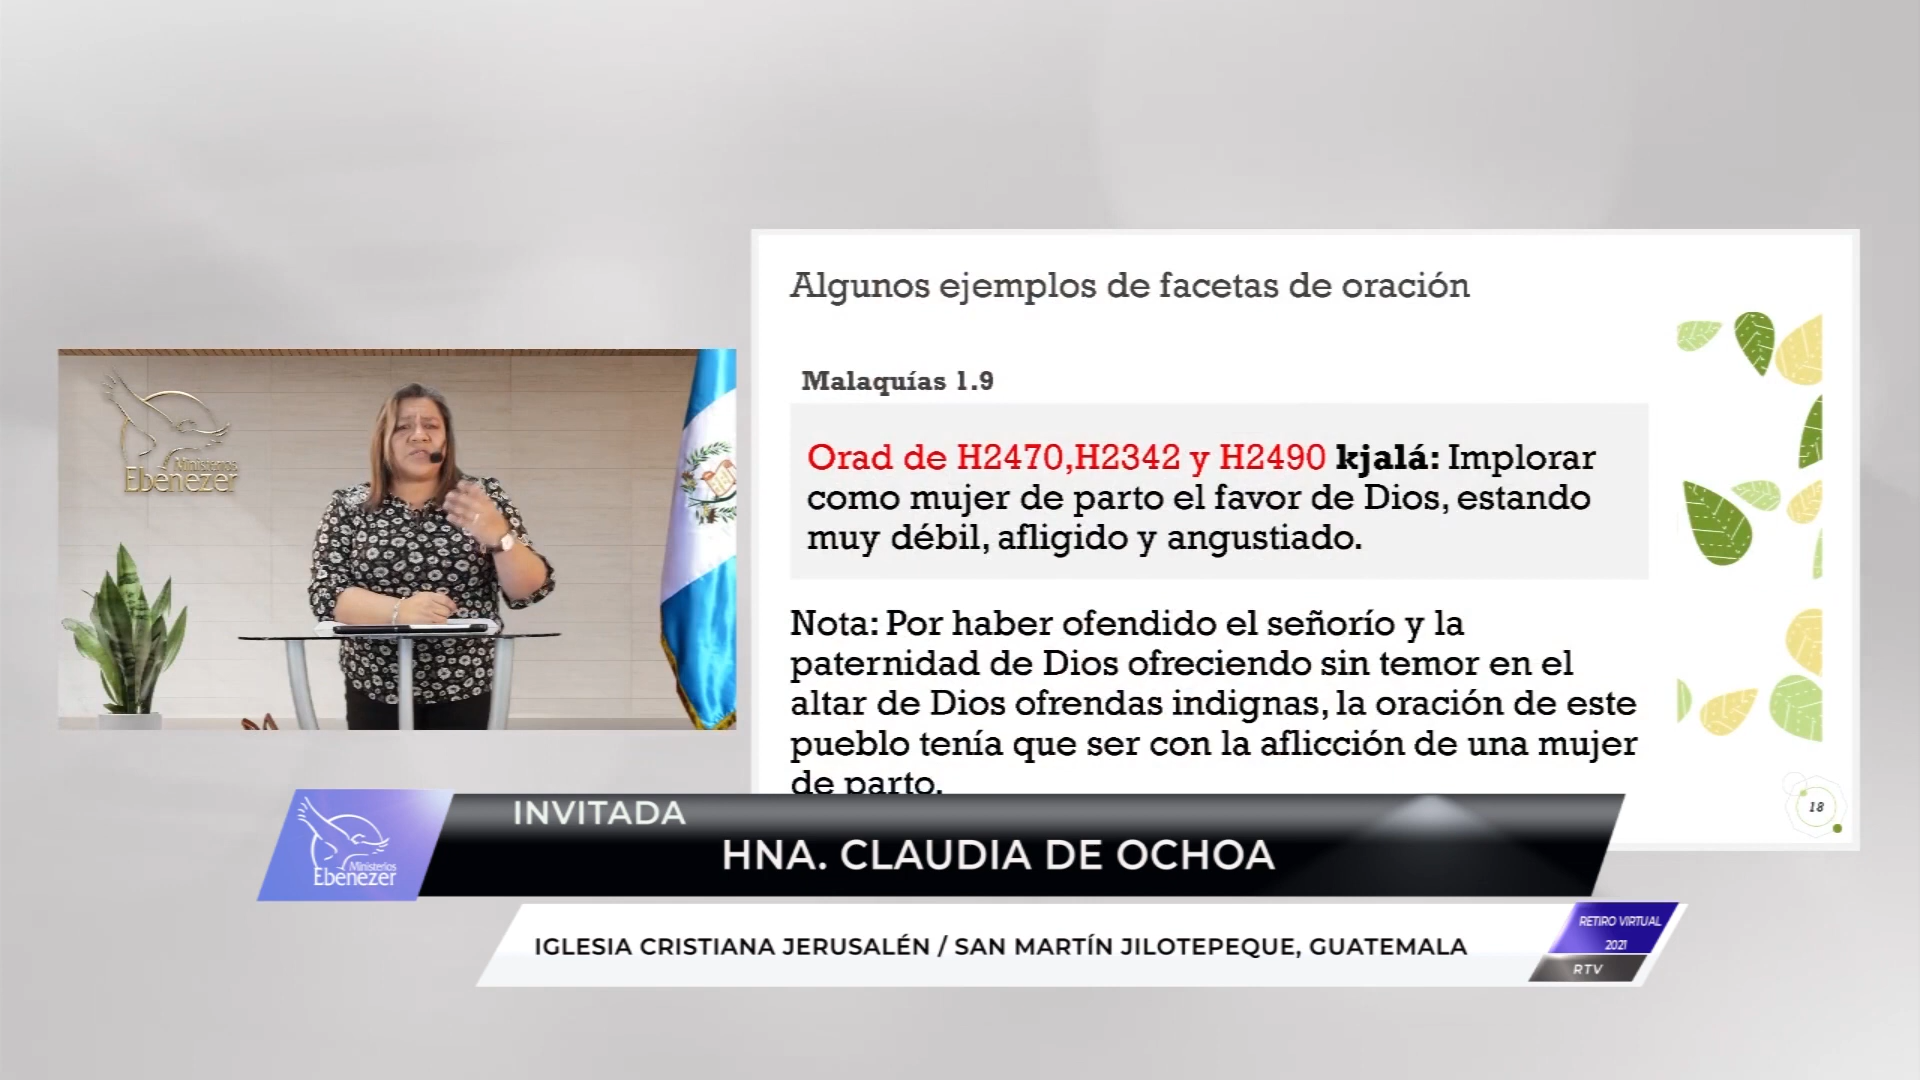 Algunos ejemplos de facetas de oración
Malaquías 1.9
Orad de H2470,H2342 y H2490 kjalá: Implorar
como mujer de parto el favor de Dios, estando
muy débil, afligido y angustiado.
Nota: Por haber ofendido el señorío y la
paternidad de Dios ofreciendo sin temor en el
altar de Dios ofrendas indignas, la oración de este
pueblo tenía que ser con la aflicción de una mujer
de parto.
18
Ministerios
Ebenezer
INVITADA
HNA. CLAUDIA DE OCHOA
Ministerios
Ebenezer
IGLESIA CRISTIANA JERUSALÉN / SAN MARTÍN JILOTEPEQUE, GUATEMALA
RETIRO VIRTUAL
2021
RTV